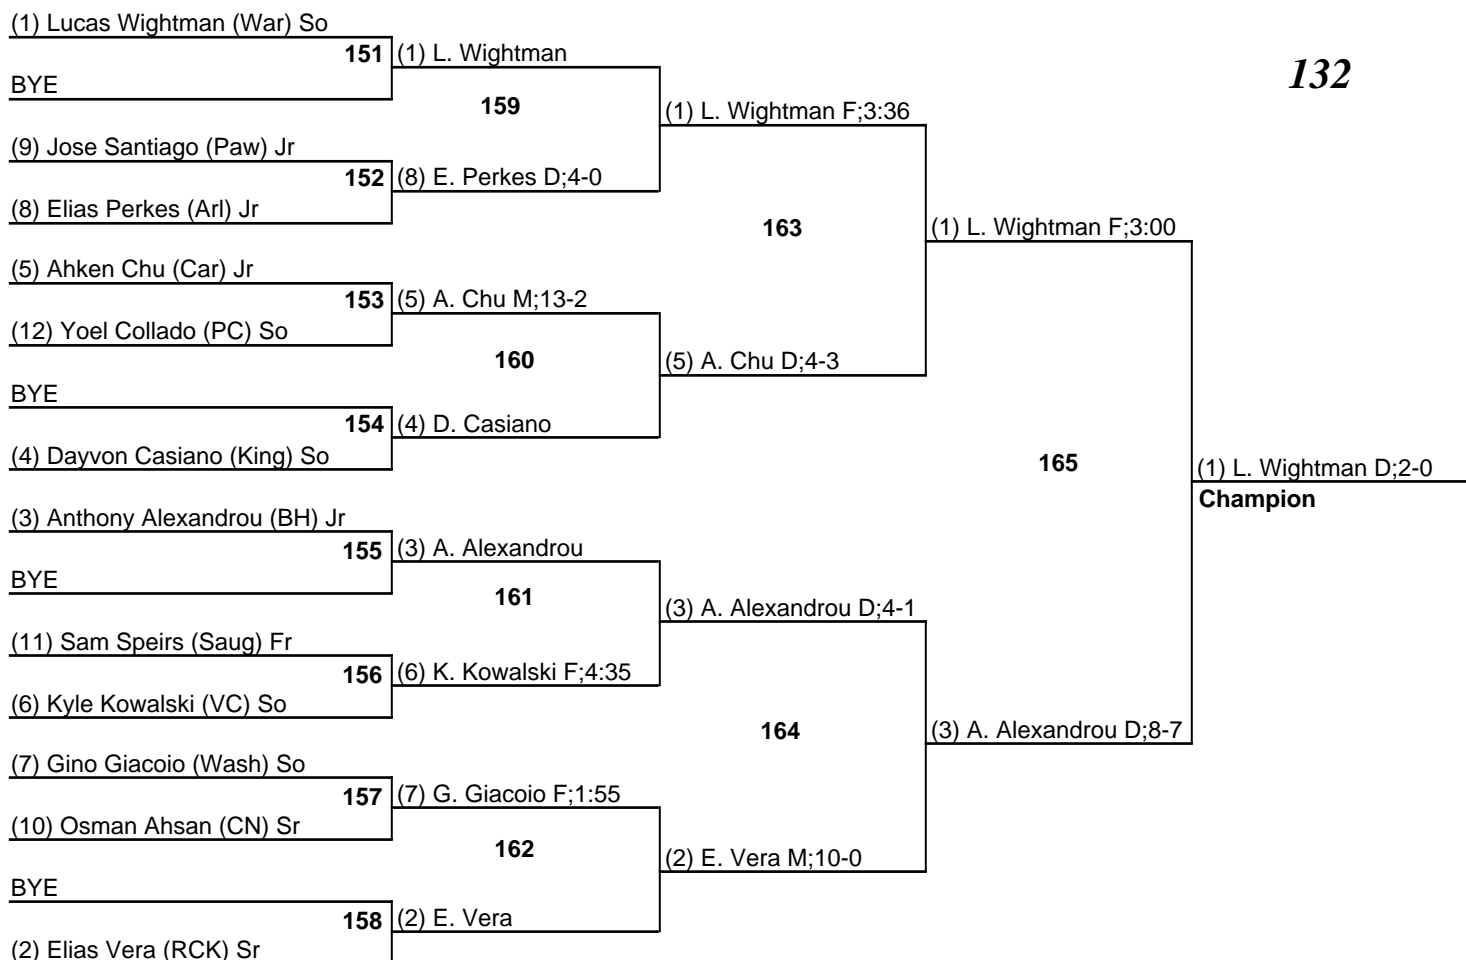 (1) Lucas Wightman (War) So
151 (1) L. Wightman
132
BYE
159
(1) L. Wightman F;3:36
(9) Jose Santiago (Paw) Jr
152 (8) E. Perkes D;4-0
(8) Elias Perkes (Arl) Jr
163
(1) L. Wightman F;3:00
(5) Ahken Chu (Car) Jr
153 (5) A. Chu M;13-2
(12) Yoel Collado (PC) So
160
(5) A. Chu D;4-3
BYE
154 (4) D. Casiano
(4) Dayvon Casiano (King) So
165
(1) L. Wightman D;2-0
Champion
(3) Anthony Alexandrou (BH) Jr
155 (3) A. Alexandrou
BYE
161
(3) A. Alexandrou D;4-1
(11) Sam Speirs (Saug) Fr
156 (6) K. Kowalski F;4:35
(6) Kyle Kowalski (VC) So
164
(3) A. Alexandrou D;8-7
(7) Gino Giacoio (Wash) So
157 (7) G. Giacoio F;1:55
(10) Osman Ahsan (CN) Sr
162
(2) E. Vera M;10-0
BYE
158 (2) E. Vera
(2) Elias Vera (RCK) Sr